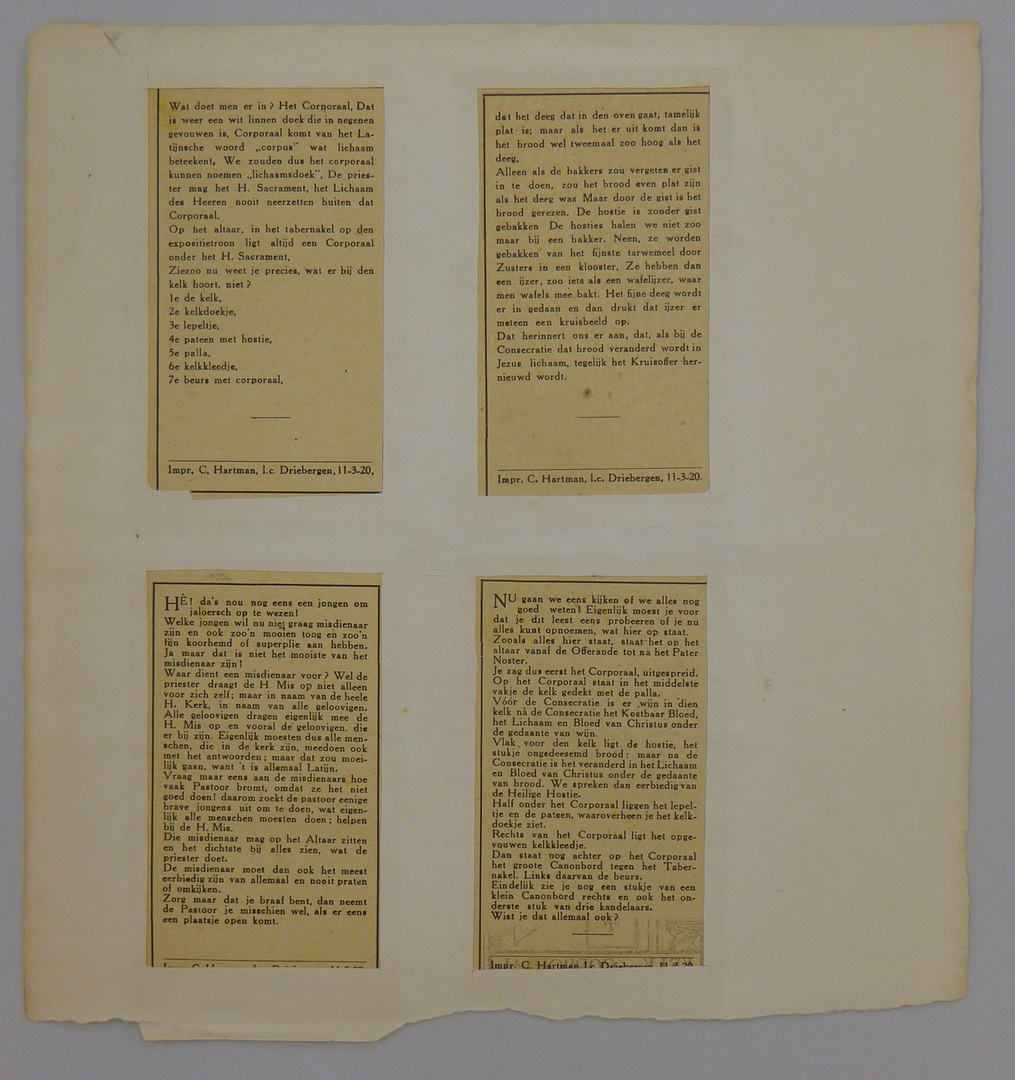 Wat doet men er in? Het Corporaal, Dat
is weer een wit linnen doek die in negenen
gevouwen is, Corporaal komt van het La-
tijnsche woord „corpus" wat lichaam
beteekent, We zouden dus het corporaal
kunnen noemen „lichaamsdoek", De pries-
ter mag het H. Sacrament, het Lichaam
des Heeren nooit neerzetten buiten dat
Corporaal,
Op het altaar, in het tabernakel op den
expositietroon ligt altijd een Corporaal
onder het H. Sacrament,
Ziezoo nu weet je precies, wat er bij den
kelk hoort, niet?
1e de kelk,
2e kelkdoekje,
3e lepeltje,
4e pateen met hostie,
5e palla,
6e kelkkleedje,
7e beurs met corporaal,
Impr. C. Hartman, l.c. Driebergen, 11-3-20,
dat het deeg dat in den oven gaat, tamelijk
plat is; maar als het er uit komt dan is
het brood wel tweemaal zoo hoog als het
deeg,
Alleen als de bakkers zou vergeten er gist
in te doen, zou het brood even plat zijn
als het deeg was Maar door de gist is het
brood gerezen, De hostie is zonder gist
gebakken De hosties halen we niet zoo
maar bij een bakker. Neen, ze worden
gebakken van het fijnste tarwemeel door
Zusters in een klooster, Ze hebben dan
een ijzer, zoo iets als een wafelijzer, waar
men wafels mee bakt. Het fijne deeg wordt
er in gedaan en dan drukt dat ijzer er
meteen een kruisbeeld op.
Dat herinnert ons er aan, dat, als bij de
Consecratie dat brood veranderd wordt in
Jezus lichaam, tegelijk het Kruisoffer her-
nieuwd wordt.
Impr. C. Hartman, l.c. Driebergen, 11-3-20.
HÈ! da's nou nog eens een jongen om
jaloersch op te wezen!
Welke jongen wil nu niet graag misdienaar
zijn en ook zoo'n mooien toog en zoo'n
fijn koorhemd of superplie aan hebben.
Ja maar dat is niet het mooiste van het
misdienaar zijn!
Waar dient een misdienaar voor? Wel de
priester draagt de H. Mis op niet alleen
voor zich zelf; maar in naam van de heele
H. Kerk, in naam van alle geloovigen.
Alle geloovigen dragen eigenlijk mee de
H. Mis op en vooral de geloovigen, die
er bij zijn. Eigenlijk moesten dus alle men-
schen, die in de kerk zijn, meedoen ook
met het antwoorden; maar dat zou moei-
lijk gaan, want 't is allemaal Latijn.
Vraag maar eens aan de misdienaars hoe
vaak Pastoor bromt, omdat ze het niet
goed doen! daarom zoekt de pastoor eenige
brave jongens uit om te doen, wat eigen-
lijk alle menschen moesten doen; helpen
bij de H. Mis.
Die misdienaar mag op het Altaar zitten
en het dichtste bij alles zien, wat de
priester doet.
De misdienaar moet dan ook het meest
eerbiedig zijn van allemaal en nooit praten
of omkijken.
Zorg maar dat je braaf bent, dan neemt
de Pastoor je misschien wel, als er eens
een plaatsje open komt.
NU gaan we eens kijken of we alles nog
goed weten! Eigenlijk moest je voor
dat je dit leest eens probeeren of je nu
alles kunt opnoemen, wat hier op staat.
Zooals alles hier staat, staat het op het
altaar vanaf de Offerande tot na het Pater
Noster.
Je zag dus eerst het Corporaal, uitgespreid.
Op het Corporaal staat in het middelste
vakje de kelk gedekt met de palla.
Vóór de Consecratie is er wijn in dien
kelk nà de Consecratie het Kostbaar Bloed,
het Lichaam en Bloed van Christus onder
de gedaante van wijn.
Vlak voor den kelk ligt de hostie, het
stukje ongedeesemd brood; maar na de
Consecratie is het veranderd in het Lichaam
en Bloed van Christus onder de gedaante
van brood. We spreken dan eerbiedig van
de Heilige Hostie.
Half onder het Corporaal liggen het lepel-
tje en de pateen, waaroverheen je het kelk-
doekje ziet.
Rechts van het Corporaal ligt het opge-
vouwen kelkkleedje.
Dan staat nog achter op het Corporaal
het groote Canonbord tegen het Taber-
nakel. Links daarvan de beurs.
Eindelijk zie je nog een stukje van een
klein Canonbord rechts en ook het on-
derste stuk van drie kandelaars.
Wist je dat allemaal ook?
Impr. C. Hartman l.c. Driebergen 11-3-20